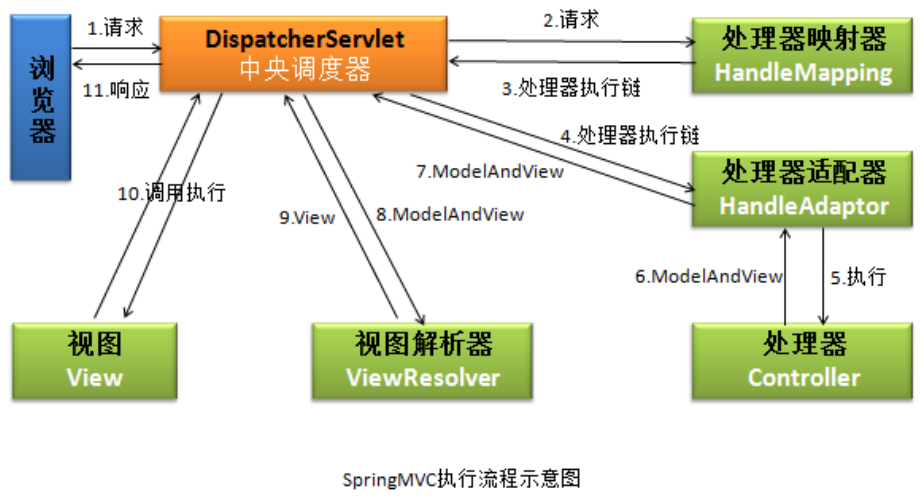 浏览器
1.请求
11.响应
DispatcherServlet
中央调度器
2.请求
3.处理器执行链
处理器映射器
HandleMapping
4.处理器执行链
7.ModelAndView
处理器适配器
HandleAdaptor
10.调用执行
9.View
8.ModelAndView
6.ModelAndView
5.执行
视图
View
视图解析器
ViewResolver
处理器
Controller
SpringMVC执行流程示意图